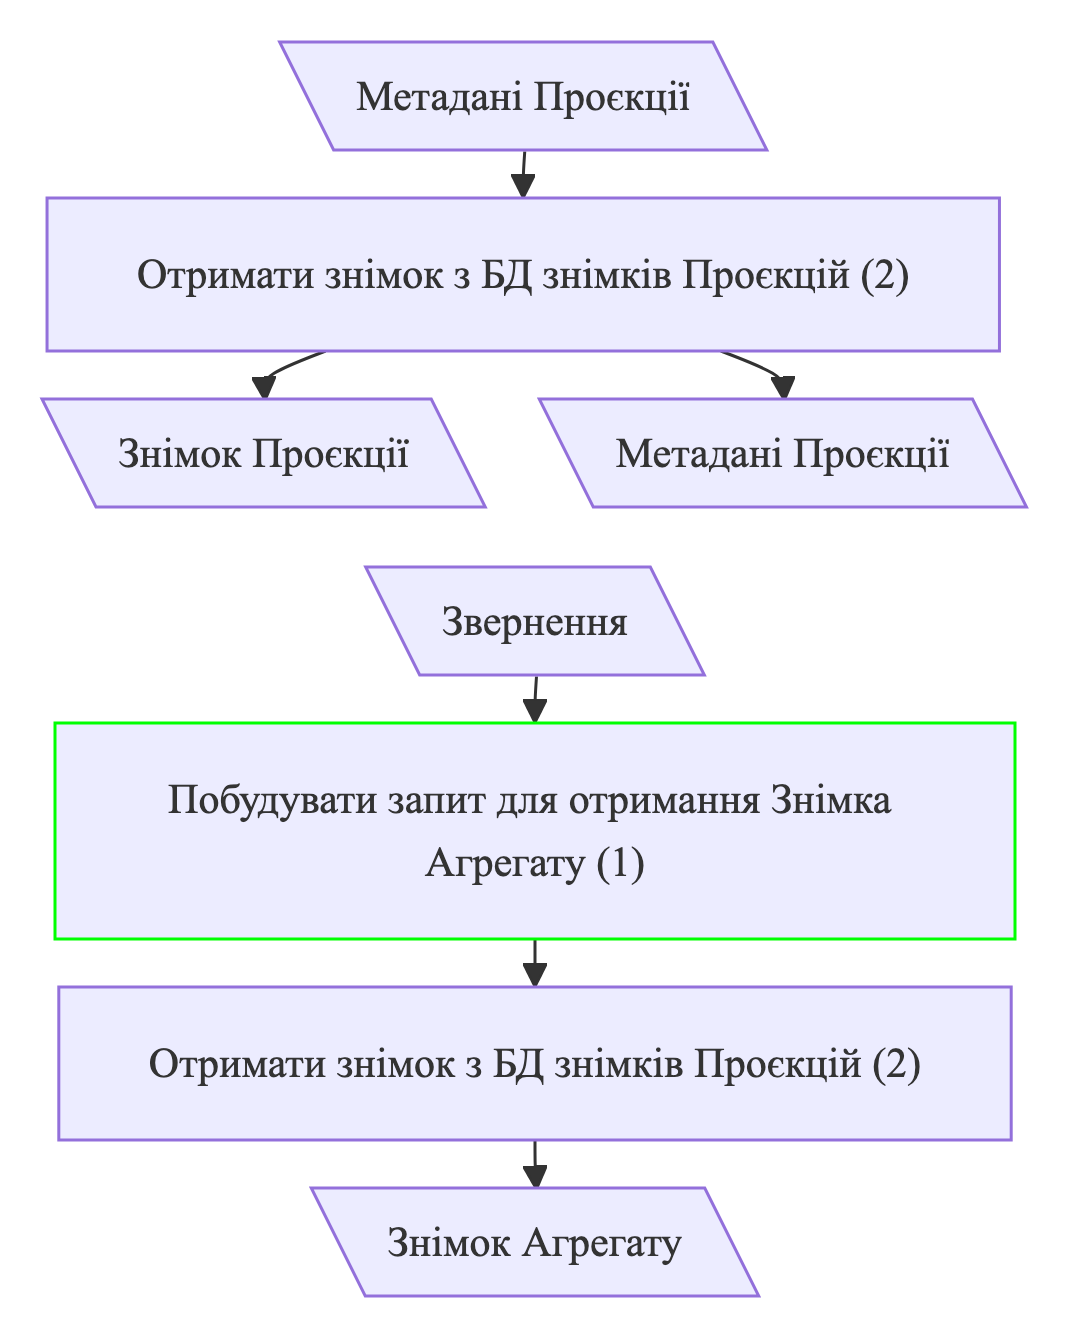 Метадані Проєкції
Отримати знімок з БД знімків Проєкцій (2)
Знімок Проєкції
Метадані Проєкції
Звернення
Побудувати запит для отримання Знімка
Агрегату (1)
Отримати знімок з БД знімків Проєкцій (2)
Знімок Агрегату